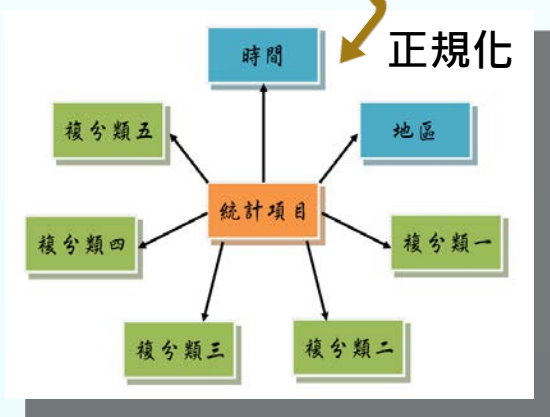 正規化
時間
複分類五
地區
統計項目
複分類四
複分類一
複分類三
複分類二